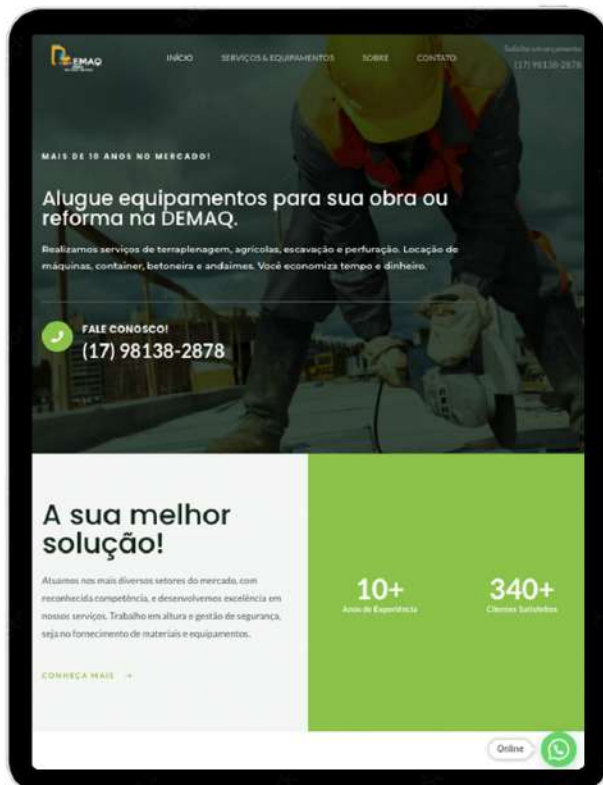 DEMAQ
INÍCIO
SERVIÇOS & EQUIPAMENTOS
SOBRE
CONTATO
Solicite um orçamento
(17) 98138-2878
MAIS DE 10 ANOS NO MERCADO!
Alugue equipamentos para sua obra ou
reforma na DEMAQ.
Realizamos serviços de terraplenagem, agrícolas, escavação e perfuração. Locação de
máquinas, container, betoneira e andaimes. Você economiza tempo e dinheiro.
FALE CONOSCO!
(17) 98138-2878
A sua melhor
solução!
Atuamos nos mais diversos setores do mercado, com
reconhecida competência, e desenvolvemos excelência em
nossos serviços. Trabalho em altura e gestão de segurança,
seja no fornecimento de materiais e equipamentos.
CONHEÇA MAIS →
10+
Anos de Experiência
340+
Clientes Satisfeitos
Online